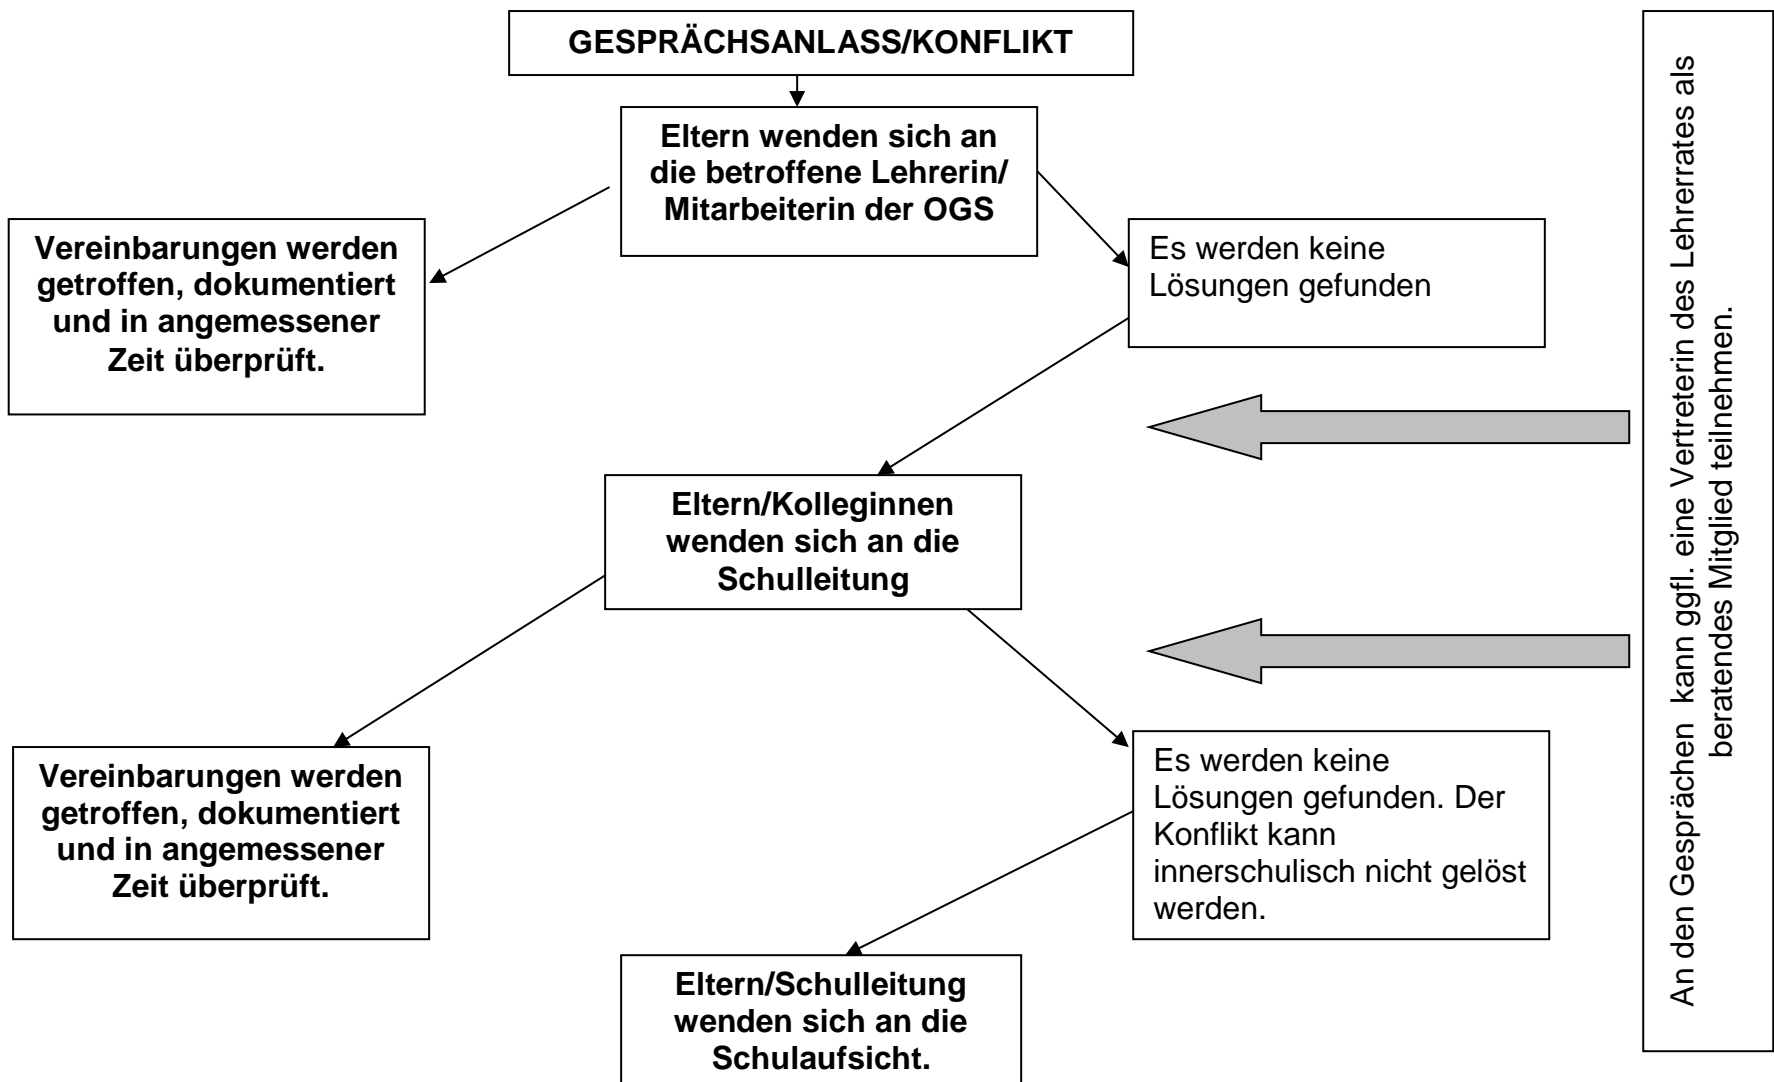 GESPRÄCHSANLASS/KONFLIKT
Eltern wenden sich an
die betroffene Lehrerin/
Mitarbeiterin der OGS
Vereinbarungen werden
getroffen, dokumentiert
und in angemessener
Zeit überprüft.
Es werden keine
Lösungen gefunden
Eltern/Kolleginnen
wenden sich an die
Schulleitung
Vereinbarungen werden
getroffen, dokumentiert
und in angemessener
Zeit überprüft.
Es werden keine
Lösungen gefunden. Der
Konflikt kann
innerschulisch nicht gelöst
werden.
Eltern/Schulleitung
wenden sich an die
Schulaufsicht.
An den Gesprächen kann ggfl. eine Vertreterin des Lehrerrates als
beratendes Mitglied teilnehmen.